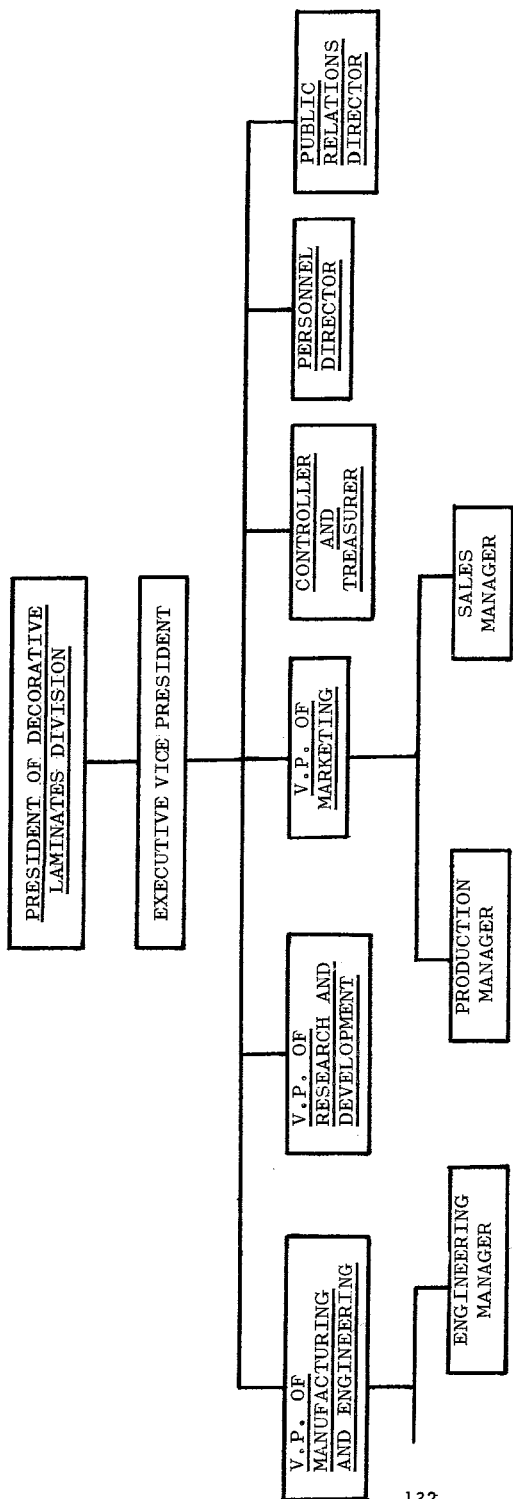 PRESIDENT OF DECORATIVE
LAMINATES DIVISION
EXECUTIVE VICE PRESIDENT
V.P. OF
MANUFACTURING
AND ENGINEERING
V.P. OF
RESEARCH AND
DEVELOPMENT
V.P. OF
MARKETING
CONTROLLER
AND
TREASURER
PERSONNEL
DIRECTOR
PUBLIC
RELATIONS
DIRECTOR
ENGINEERING
MANAGER
PRODUCTION
MANAGER
SALES
MANAGER